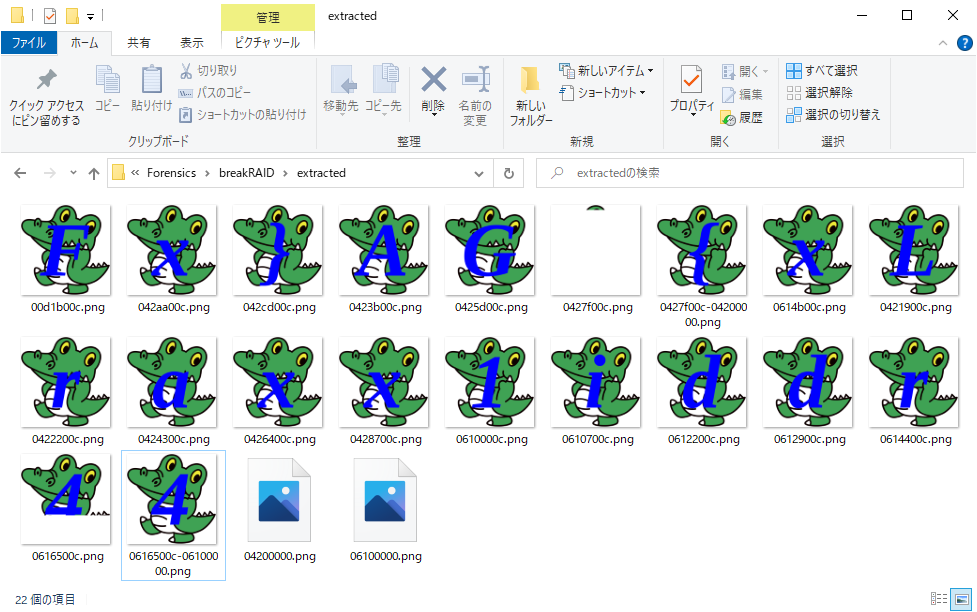 管理
extracted
ファイル
ホーム
共有
表示
ピクチャ ツール
クイック アクセス
にピン留めする
コピー
貼り付け
切り取り
パスのコピー
ショートカットの貼り付け
クリップボード
移動先
コピー先
削除
名前の
変更
整理
新しい
フォルダー
新しいアイテム
ショートカット
新規
プロパティ
開く
編集
履歴
開く
すべて選択
選択解除
選択の切り替え
選択
« Forensics › breakRAID › extracted
extractedの検索
F x } A G { x L
00d1b00c.png 042aa00c.png 042cd00c.png 0423b00c.png 0425d00c.png 0427f00c.png 0427f00c-0420000.png 0614b00c.png 0421900c.png
r a x x 1 i d d r
0422200c.png 0424300c.png 0426400c.png 0428700c.png 0610000c.png 0610700c.png 0612200c.png 0612900c.png 0614400c.png
4 4
0616500c.png 0616500c-06100000.png 04200000.png 06100000.png
22 個の項目